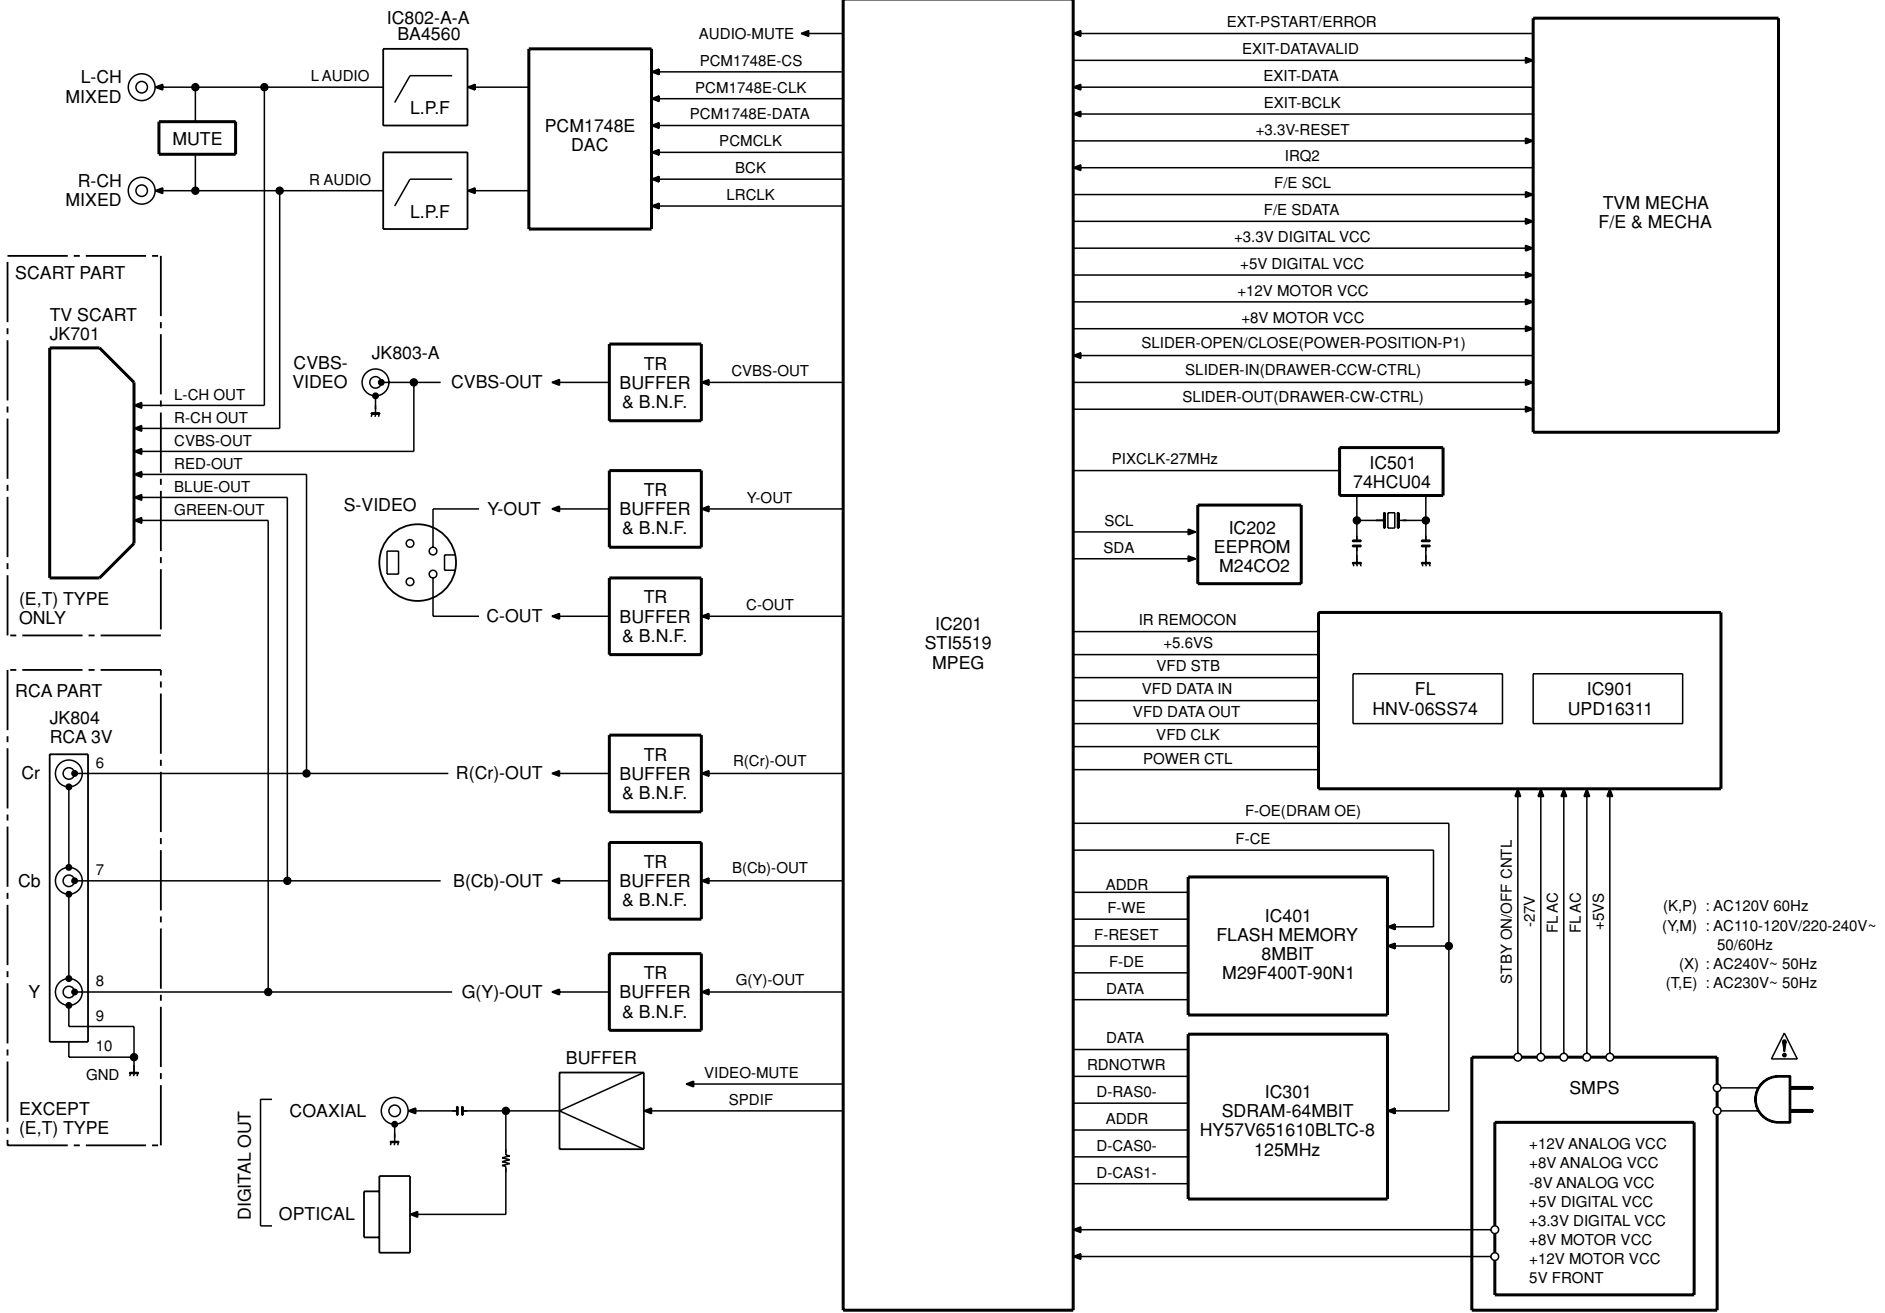 IC802-A-A
BA4560
L-CH
MIXED
L AUDIO
L.P.F
MUTE
R-CH
MIXED
R AUDIO
L.P.F
PCM1748E
DAC
AUDIO-MUTE
PCM1748E-CS
PCM1748E-CLK
PCM1748E-DATA
PCMCLK
BCK
LRCLK
SCART PART
TV SCART
JK701
L-CH OUT
R-CH OUT
CVBS-OUT
RED-OUT
BLUE-OUT
GREEN-OUT
(E,T) TYPE
ONLY
CVBS-
VIDEO
JK803-A
CVBS-OUT
TR
BUFFER
& B.N.F.
CVBS-OUT
S-VIDEO
Y-OUT
TR
BUFFER
& B.N.F.
Y-OUT
C-OUT
TR
BUFFER
& B.N.F.
C-OUT
RCA PART
JK804
RCA 3V
Cr
6
R(Cr)-OUT
TR
BUFFER
& B.N.F.
R(Cr)-OUT
Cb
7
B(Cb)-OUT
TR
BUFFER
& B.N.F.
B(Cb)-OUT
Y
8
G(Y)-OUT
TR
BUFFER
& B.N.F.
G(Y)-OUT
9
10
GND
EXCEPT
(E,T) TYPE
BUFFER
VIDEO-MUTE
SPDIF
DIGITAL OUT
COAXIAL
OPTICAL
IC201
STI5519
MPEG
EXT-PSTART/ERROR
EXIT-DATAVALID
EXIT-DATA
EXIT-BCLK
+3.3V-RESET
IRQ2
F/E SCL
F/E SDATA
+3.3V DIGITAL VCC
+5V DIGITAL VCC
+12V MOTOR VCC
+8V MOTOR VCC
SLIDER-OPEN/CLOSE(POWER-POSITION-P1)
SLIDER-IN(DRAWER-CCW-CTRL)
SLIDER-OUT(DRAWER-CW-CTRL)
TVM MECHA
F/E & MECHA
PIXCLK-27MHz
IC501
74HCU04
SCL
SDA
IC202
EEPROM
M24CO2
IR REMOCON
+5.6VS
VFD STB
VFD DATA IN
VFD DATA OUT
VFD CLK
POWER CTL
FL
HNV-06SS74
IC901
UPD16311
F-OE(DRAM OE)
F-CE
ADDR
F-WE
F-RESET
F-DE
DATA
IC401
FLASH MEMORY
8MBIT
M29F400T-90N1
DATA
RDNOTWR
D-RAS0-
ADDR
D-CAS0-
D-CAS1-
IC301
SDRAM-64MBIT
HY57V651610BLTC-8
125MHz
STBY ON/OFF CNTL
-27V
FL AC
FL AC
+5VS
(K,P) : AC120V 60Hz
(Y,M) : AC110-120V/220-240V~
50/60Hz
(X) : AC240V~ 50Hz
(T,E) : AC230V~ 50Hz
!
SMPS
+12V ANALOG VCC
+8V ANALOG VCC
-8V ANALOG VCC
+5V DIGITAL VCC
+3.3V DIGITAL VCC
+8V MOTOR VCC
+12V MOTOR VCC
5V FRONT